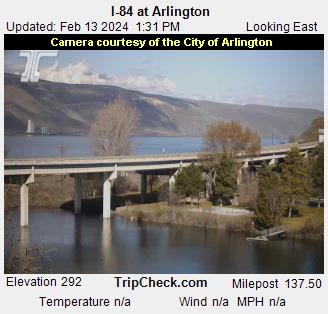 I-84 at Arlington
Updated: Feb 13 2024 1:31 PM Looking East
Camera courtesy of the City of Arlington
Elevation 292 TripCheck.com Milepost 137.50
Temperature n/a Wind n/a MPH n/a